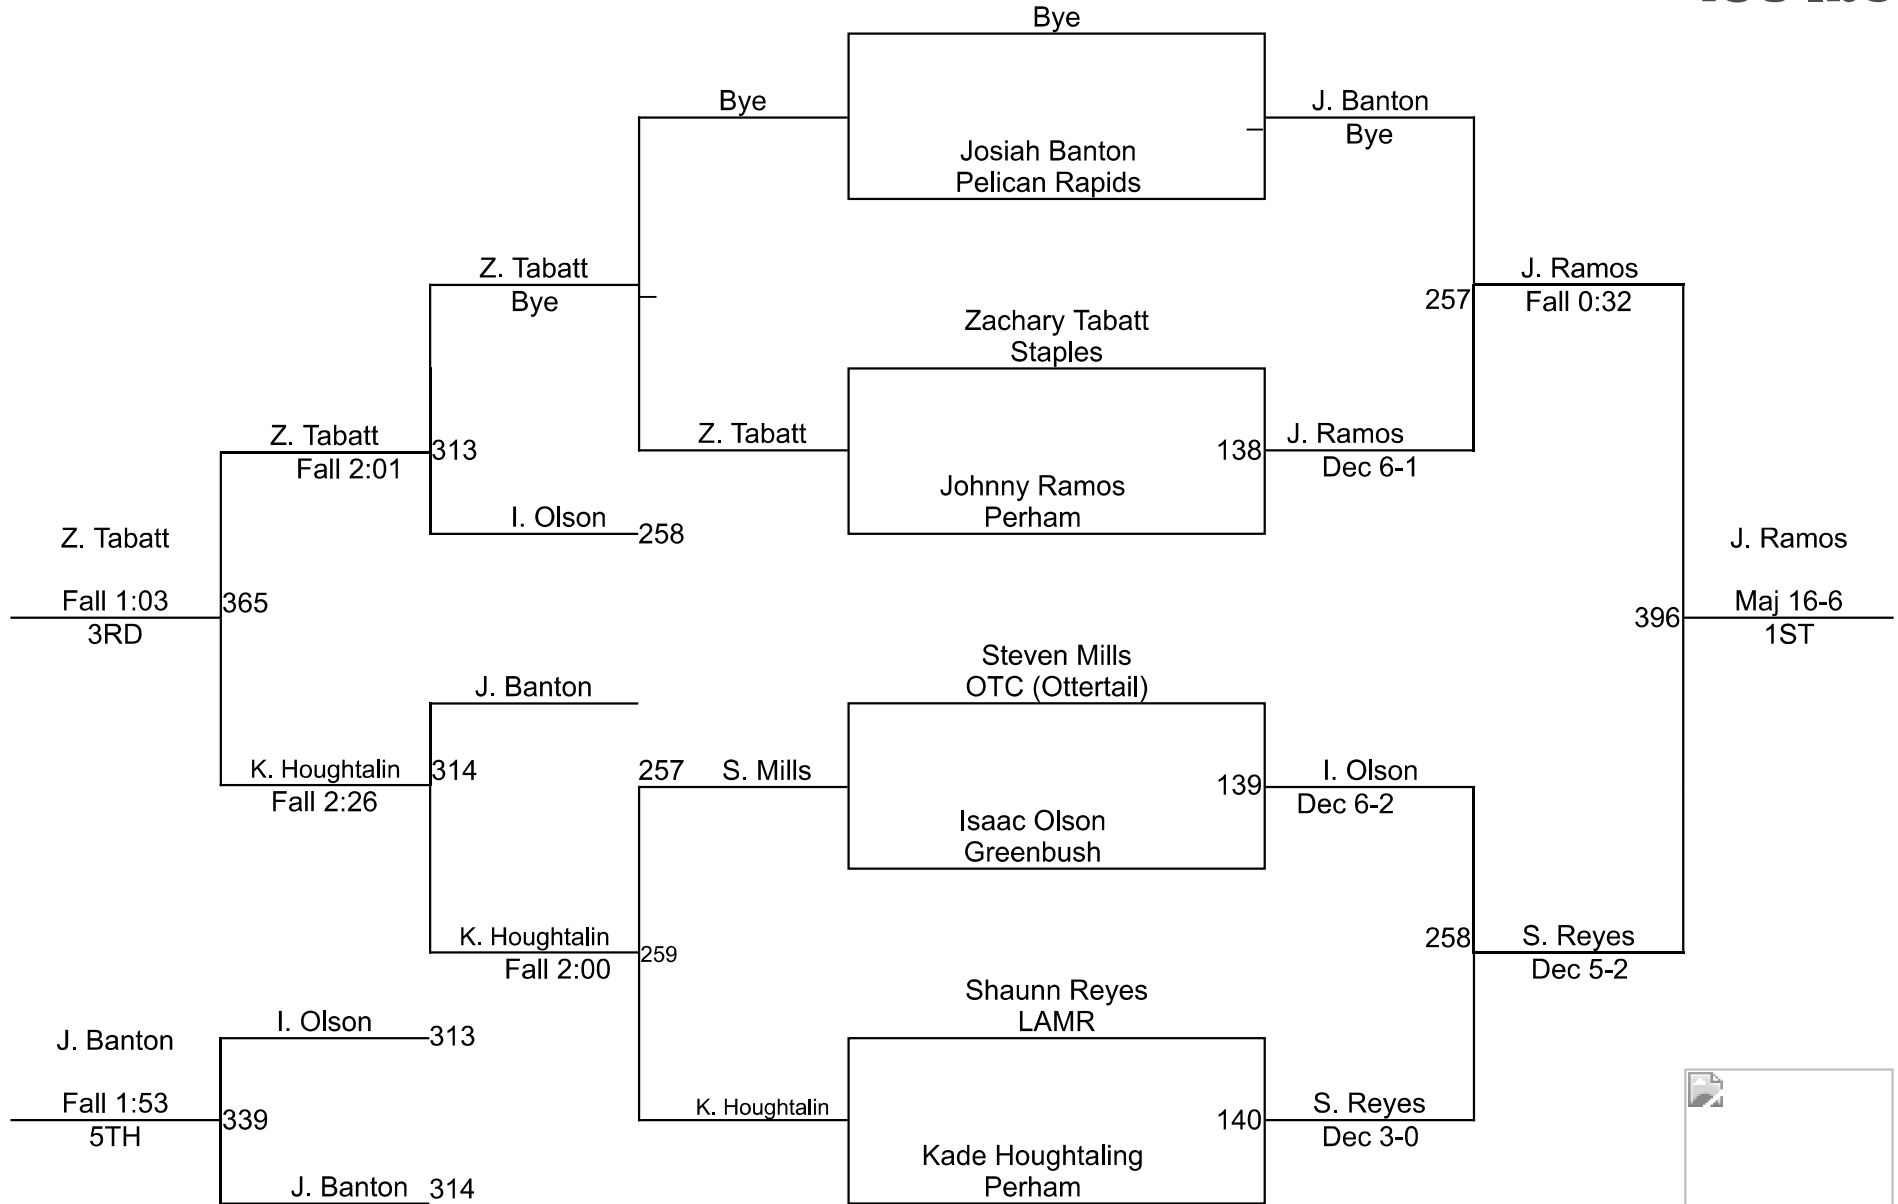 Bye
Bye
J. Banton
Bye
Josiah Banton
Pelican Rapids
Z. Tabatt
Bye
J. Ramos
257
Fall 0:32
Zachary Tabatt
Staples
Z. Tabatt
313
Fall 2:01
Z. Tabatt
138
J. Ramos
Dec 6-1
Johnny Ramos
Perham
I. Olson
258
Z. Tabatt
Fall 1:03
365
3RD
J. Ramos
396
Maj 16-6
1ST
Steven Mills
OTC (Ottertail)
J. Banton
K. Houghtalin
314
Fall 2:26
257
S. Mills
139
I. Olson
Dec 6-2
Isaac Olson
Greenbush
K. Houghtalin
259
Fall 2:00
258
S. Reyes
Dec 5-2
Shaunn Reyes
LAMR
I. Olson
313
J. Banton
Fall 1:53
339
5TH
K. Houghtalin
140
S. Reyes
Dec 3-0
Kade Houghtaling
Perham
J. Banton
314